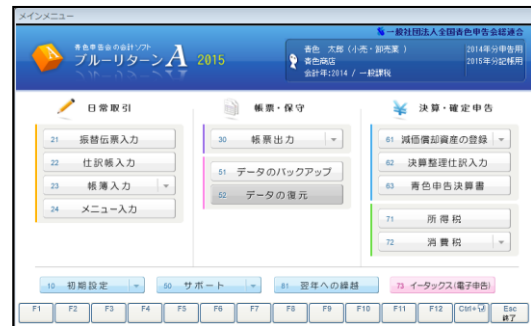 メインメニュー
一般社団法人全国青色申告会総連合
青色申告会の会計ソフト
ブルーリターンA 2015
青色 太郎 (小売・卸売業 )
青色商店
会計年:2014 / 一般課税
2014年分申告用
2015年分記帳用
日常取引
21 振替伝票入力
22 仕訳帳入力
23 帳簿入力
24 メニュー入力
帳票・保守
30 帳票出力
51 データのバックアップ
52 データの復元
決算・確定申告
61 減価償却資産の登録
62 決算整理仕訳入力
63 青色申告決算書
71 所得税
72 消費税
10 初期設定
80 サポート
81 翌年への繰越
73 イータックス(電子申告)
F1 F2 F3 F4 F5 F6 F7 F8 F9 F10 F11 F12 Ctrl+ Esc
終了